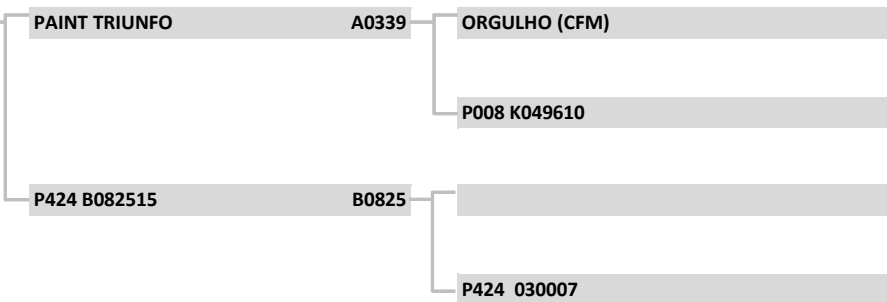 PAINT TRIUNFO A0339 ORGULHO (CFM)
P008 K049610
P424 B082515 B0825
P424 030007